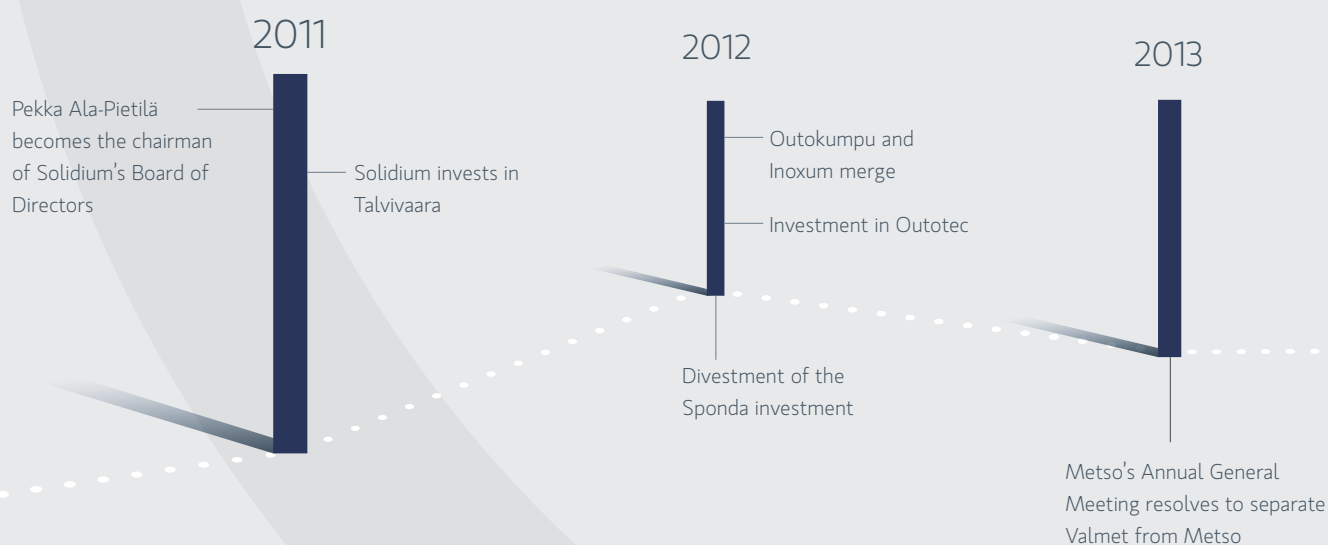 2011
Pekka Ala-Pietilä
becomes the chairman
of Solidium’s Board of
Directors
Solidium invests in
Talvivaara
2012
Outokumpu and
Inoxum merge
Investment in Outotec
Divestment of the
Sponda investment
2013
Metso’s Annual General
Meeting resolves to separate
Valmet from Metso